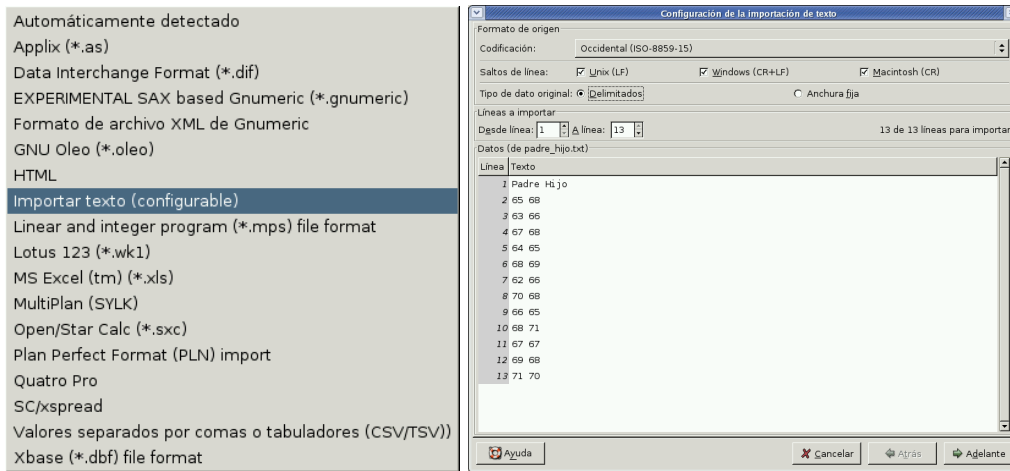 Automáticamente detectado
Applix (*.as)
Data Interchange Format (*.dif)
EXPERIMENTAL SAX based Gnumeric (*.gnumeric)
Formato de archivo XML de Gnumeric
GNU Oleo (*.oleo)
HTML
Importar texto (configurable)
Linear and integer program (*.mps) file format
Lotus 123 (*.wk1)
MS Excel (tm) (*.xls)
MultiPlan (SYLK)
Open/Star Calc (*.sxc)
Plan Perfect Format (PLN) import
Quatro Pro
SC/xspread
Valores separados por comas o tabuladores (CSV/TSV))
Xbase (*.dbf) file format
Configuración de la importación de texto
Formato de origen
Codificación: Occidental (ISO-8859-15)
Saltos de línea: Unix (LF) Windows (CR+LF) Macintosh (CR)
Tipo de dato original: Delimitados Anchura fija
Líneas a importar
Desde línea: 1 A línea: 13 13 de 13 líneas para importar
Datos (de padre_hijo.txt)
Línea Texto
1 Padre Hijo
2 65 68
3 63 66
4 67 68
5 64 65
6 68 69
7 62 66
8 70 68
9 66 65
10 68 71
11 67 67
12 69 68
13 71 70
Ayuda Cancelar Atrás Adelante